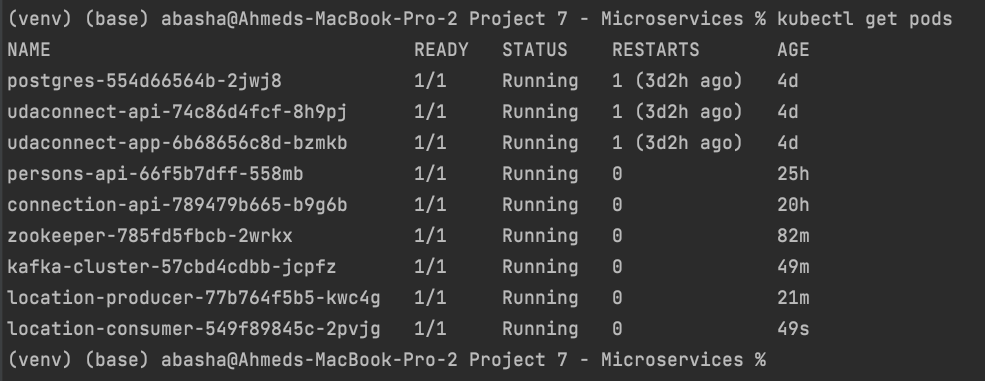 (venv) (base) abasha@Ahmeds-MacBook-Pro-2 Project 7 - Microservices % kubectl get pods
NAME READY STATUS RESTARTS AGE
postgres-554d66564b-2jwj8 1/1 Running 1 (3d2h ago) 4d
udaconnect-api-74c86d4fcf-8h9pj 1/1 Running 1 (3d2h ago) 4d
udaconnect-app-6b68656c8d-bzmkb 1/1 Running 1 (3d2h ago) 4d
persons-api-66f5b7dff-558mb 1/1 Running 0 25h
connection-api-789479b665-b9g6b 1/1 Running 0 20h
zookeeper-785fd5fbcb-2wrkx 1/1 Running 0 82m
kafka-cluster-57cbd4cdbb-jcpfz 1/1 Running 0 49m
location-producer-77b764f5b5-kwc4g 1/1 Running 0 21m
location-consumer-549f89845c-2pvjg 1/1 Running 0 49s
(venv) (base) abasha@Ahmeds-MacBook-Pro-2 Project 7 - Microservices %